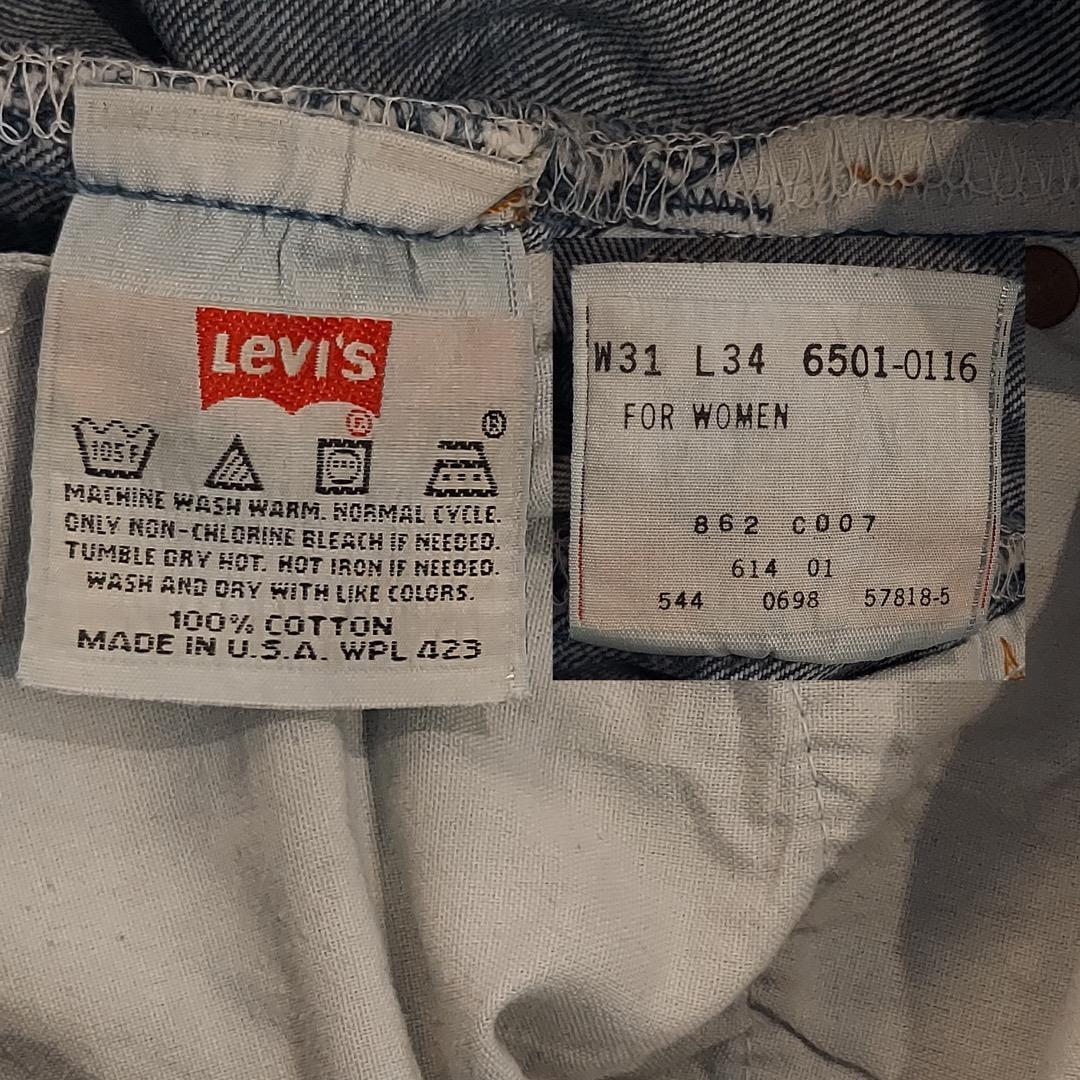 Levi's
®
®
105F
MACHINE WASH WARM. NORMAL CYCLE.
ONLY NON-CHLORINE BLEACH IF NEEDED.
TUMBLE DRY HOT. HOT IRON IF NEEDED.
WASH AND DRY WITH LIKE COLORS.
100% COTTON
MADE IN U.S.A. WPL 423
W31 L34 6501-0116
FOR WOMEN
862 C007
614 01
544 0698 57818-5